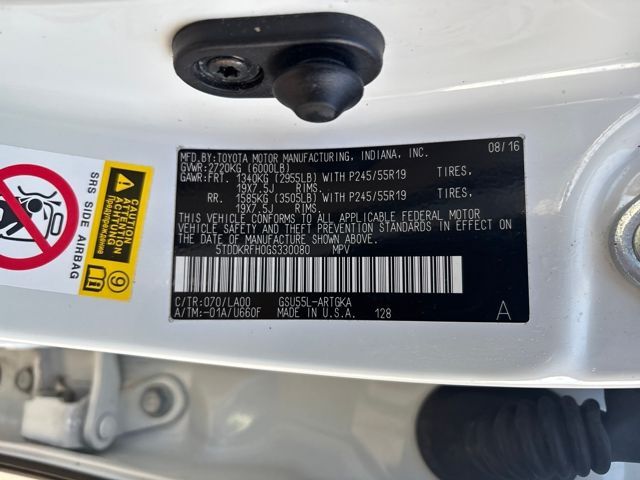 MFD.BY:TOYOTA MOTOR MANUFACTURING, INDIANA, INC. 08/16
GVWR:2720KG (6000LB)
GAWR:FRT. 1340KG (2955LB) WITH P245/55R19 TIRES,
19X7.5J RIMS.
RR. 1585KG (3505LB) WITH P245/55R19 TIRES,
19X7.5J RIMS.
THIS VEHICLE CONFORMS TO ALL APPLICABLE FEDERAL MOTOR
VEHICLE SAFETY AND THEFT PREVENTION STANDARDS IN EFFECT ON
THE DATE OF MANUFACTURE SHOWN ABOVE.
5TDDKRFH0GS330080 MPV
C/TR:070/LA00 GSU55L-ARTGKA
A/TM:-01A/U660F MADE IN U.S.A. 128 A
SRS SIDE AIRBAG
CAUTION
ATTENTION
ACHTUNG
9